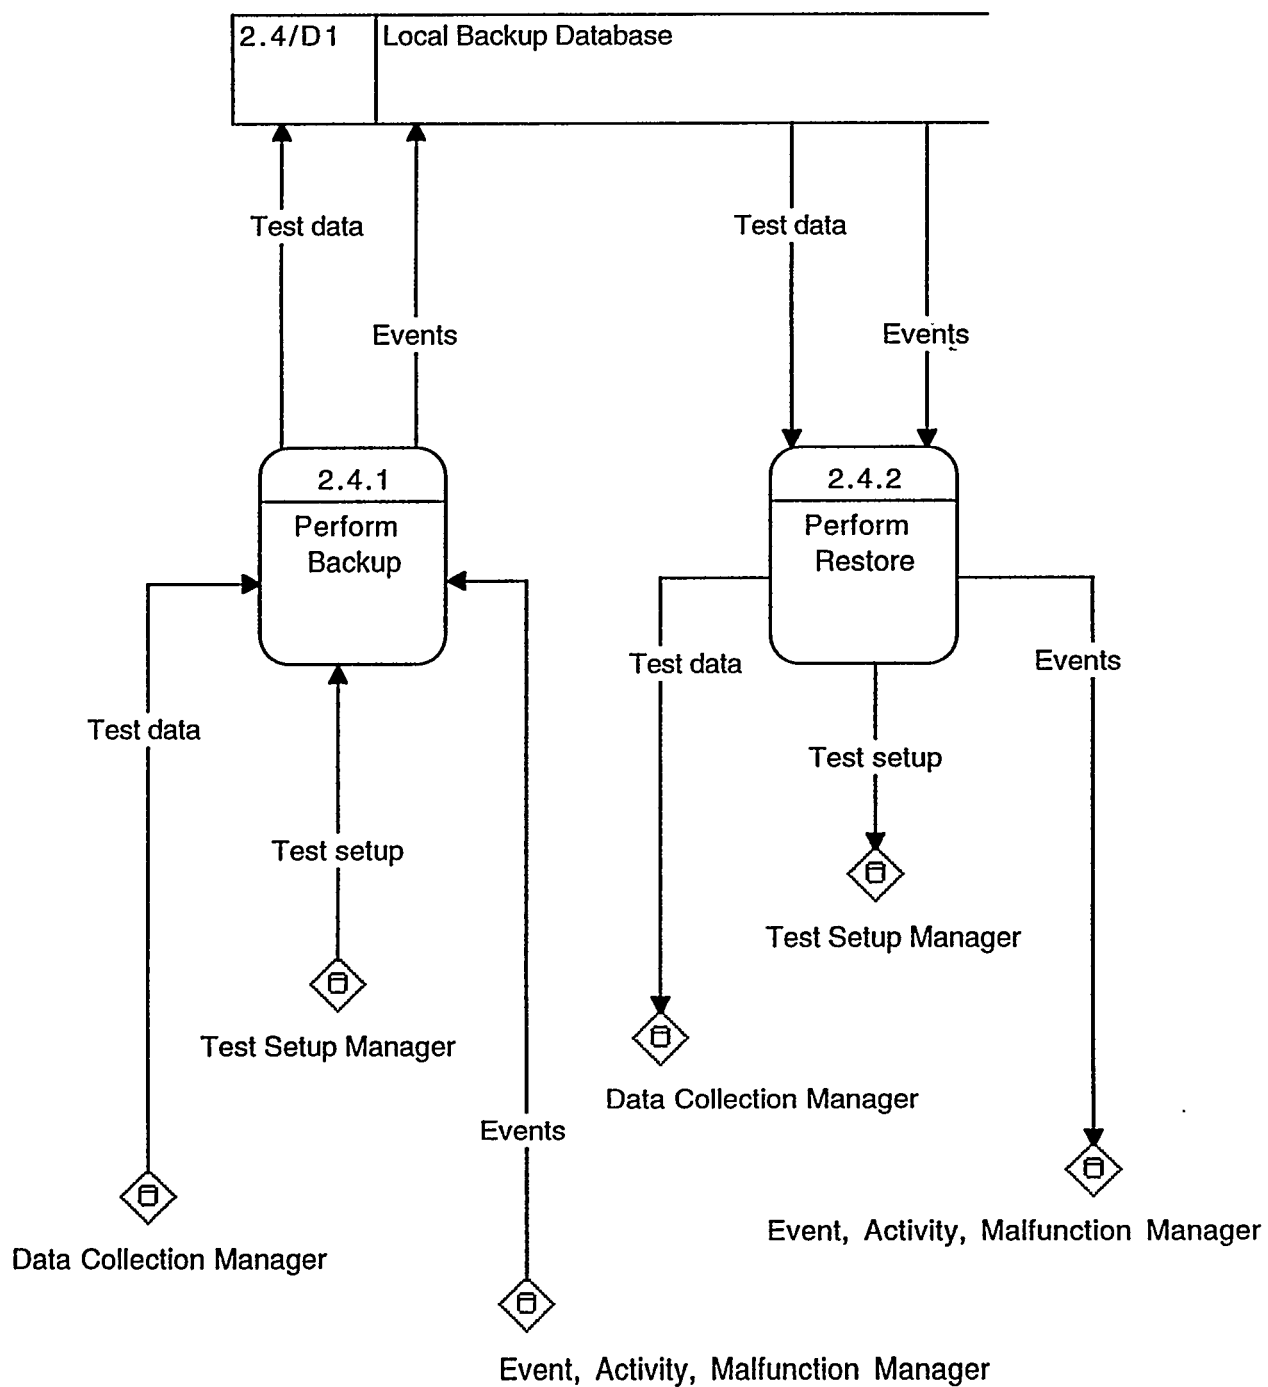 2.4/D1
Local Backup Database
Test data
Test data
Events
Events
2.4.1
Perform
Backup
2.4.2
Perform
Restore
Test data
Events
Test data
Test setup
Test setup
Test Setup Manager
Test Setup Manager
Data Collection Manager
Events
Event, Activity, Malfunction Manager
Data Collection Manager
Event, Activity, Malfunction Manager